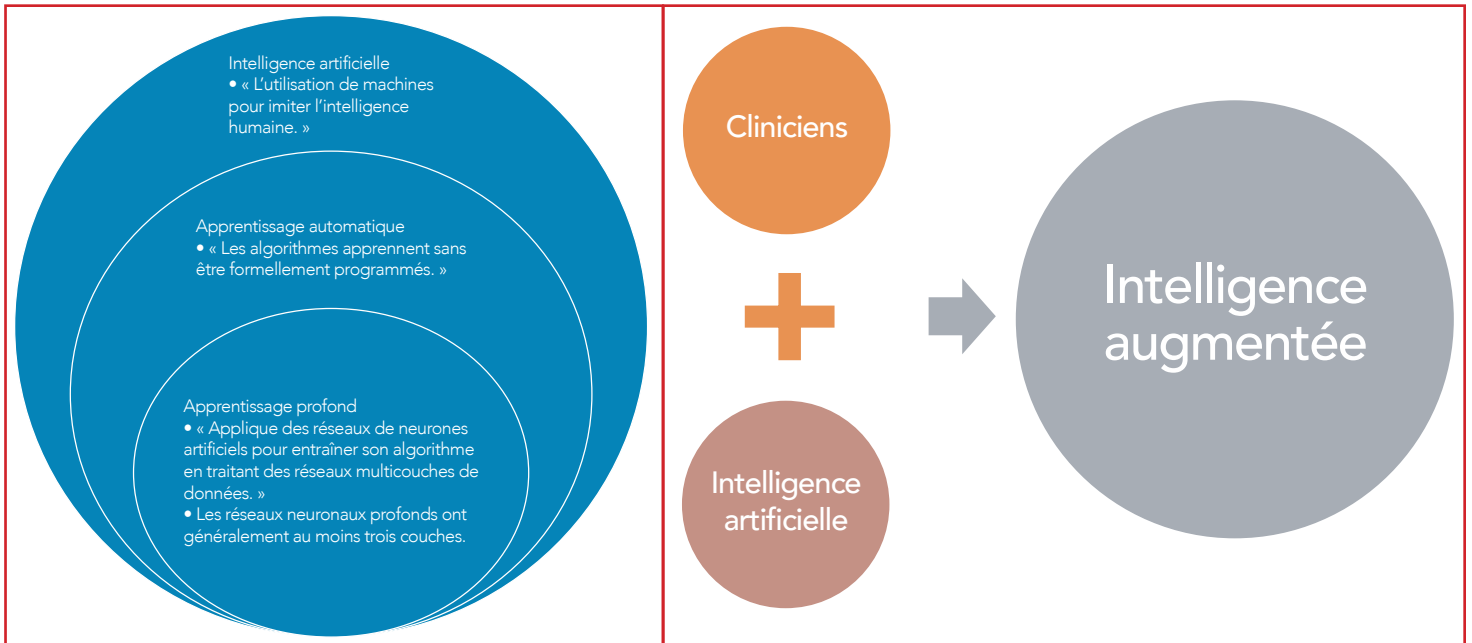 Intelligence artificielle
• « L’utilisation de machines
pour imiter l’intelligence
humaine. »
Apprentissage automatique
• « Les algorithmes apprennent sans
être formellement programmés. »
Apprentissage profond
• « Applique des réseaux de neurones
artificiels pour entraîner son algorithme
en traitant des réseaux multicouches de
données. »
• Les réseaux neuronaux profonds ont
généralement au moins trois couches.
Cliniciens
+
Intelligence
artificielle
Intelligence
augmentée